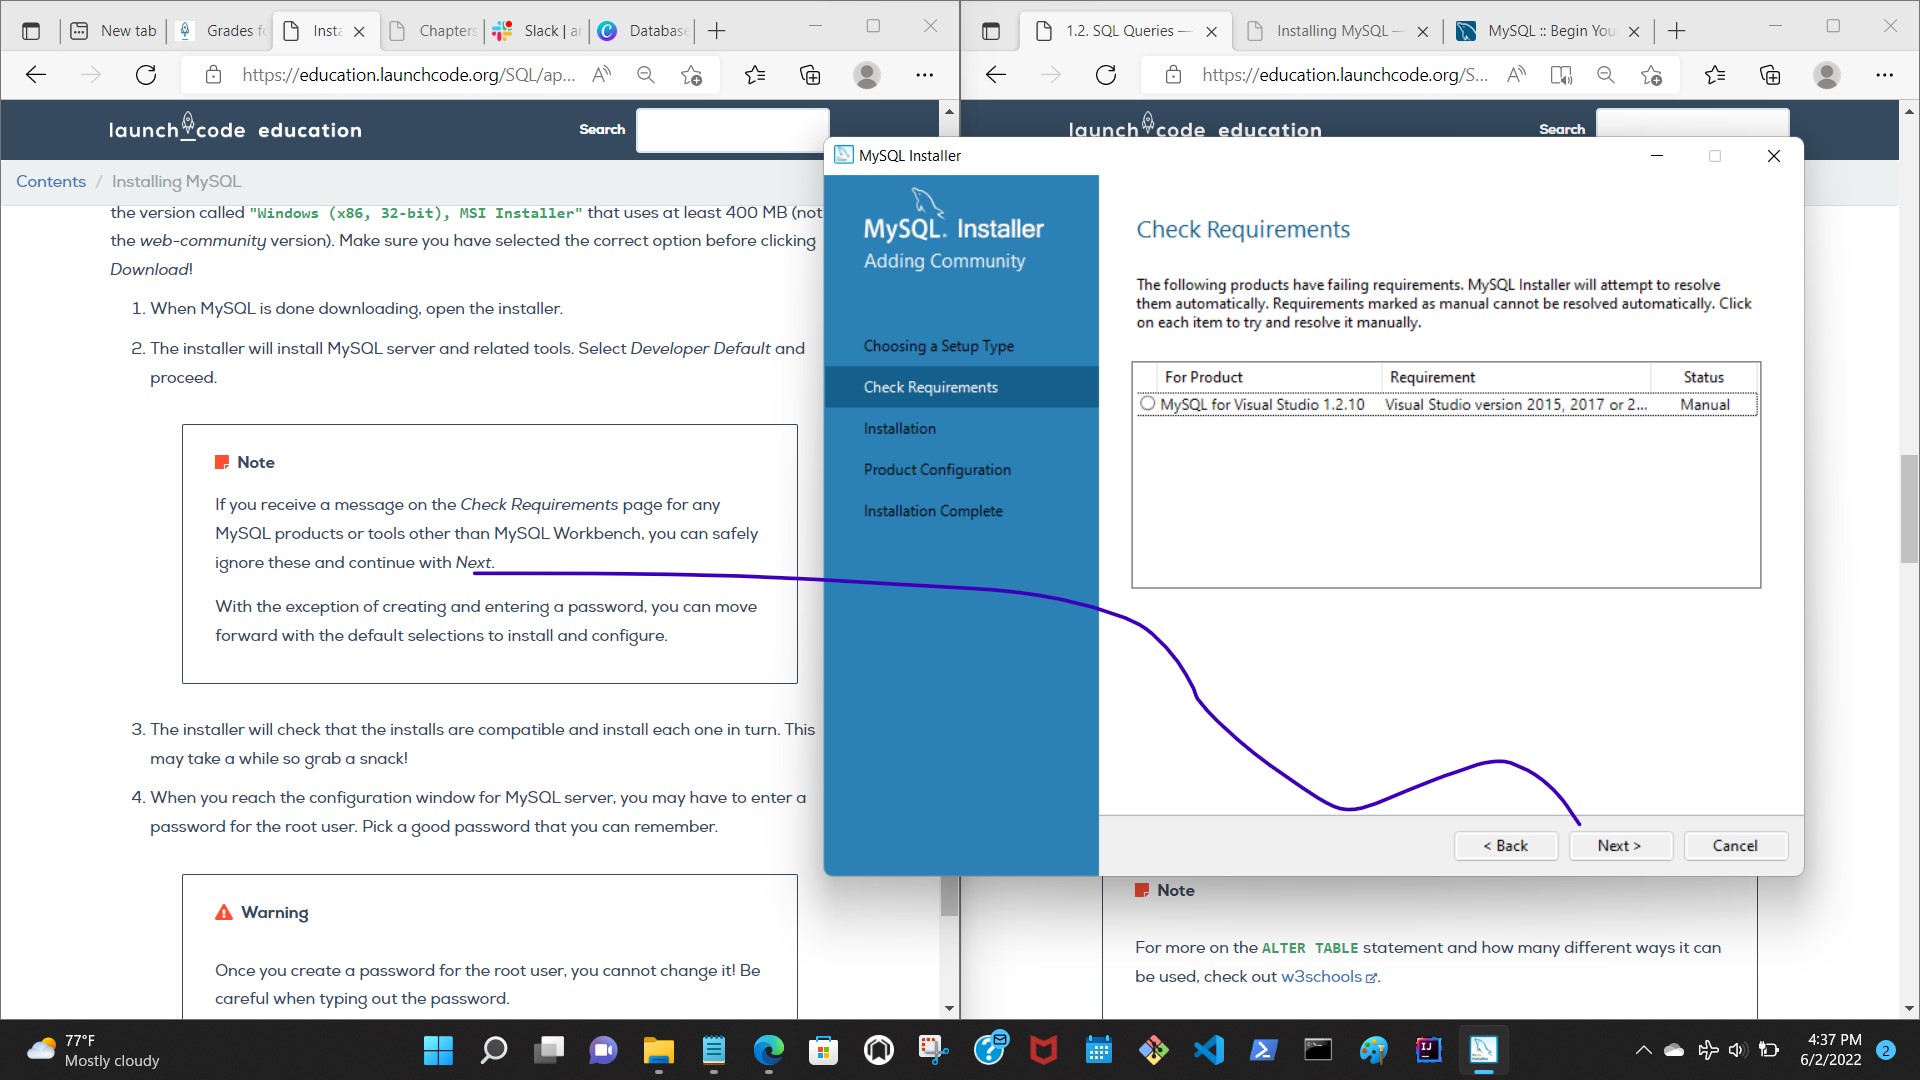 New tab
Grades fo
Insta
Chapters
Slack | ar
Database
https://education.launchcode.org/SQL/ap...
launch_code education
Search
Contents / Installing MySQL
the version called "Windows (x86, 32-bit), MSI Installer" that uses at least 400 MB (not
the web-community version). Make sure you have selected the correct option before clicking
Download!
1. When MySQL is done downloading, open the installer.
2. The installer will install MySQL server and related tools. Select Developer Default and
proceed.
Note
If you receive a message on the Check Requirements page for any
MySQL products or tools other than MySQL Workbench, you can safely
ignore these and continue with Next.
With the exception of creating and entering a password, you can move
forward with the default selections to install and configure.
3. The installer will check that the installs are compatible and install each one in turn. This
may take a while so grab a snack!
4. When you reach the configuration window for MySQL server, you may have to enter a
password for the root user. Pick a good password that you can remember.
Warning
Once you create a password for the root user, you cannot change it! Be
careful when typing out the password.
1.2. SQL Queries —
Installing MySQL —
MySQL :: Begin You
https://education.launchcode.org/S...
launch code education
Search
MySQL Installer
MySQL. Installer
Adding Community
Choosing a Setup Type
Check Requirements
Installation
Product Configuration
Installation Complete
Check Requirements
The following products have failing requirements. MySQL Installer will attempt to resolve
them automatically. Requirements marked as manual cannot be resolved automatically. Click
on each item to try and resolve it manually.
For Product Requirement Status
MySQL for Visual Studio 1.2.10 Visual Studio version 2015, 2017 or 2... Manual
< Back
Next >
Cancel
Note
For more on the ALTER TABLE statement and how many different ways it can
be used, check out w3schools.
77°F
Mostly cloudy
4:37 PM
6/2/2022
2